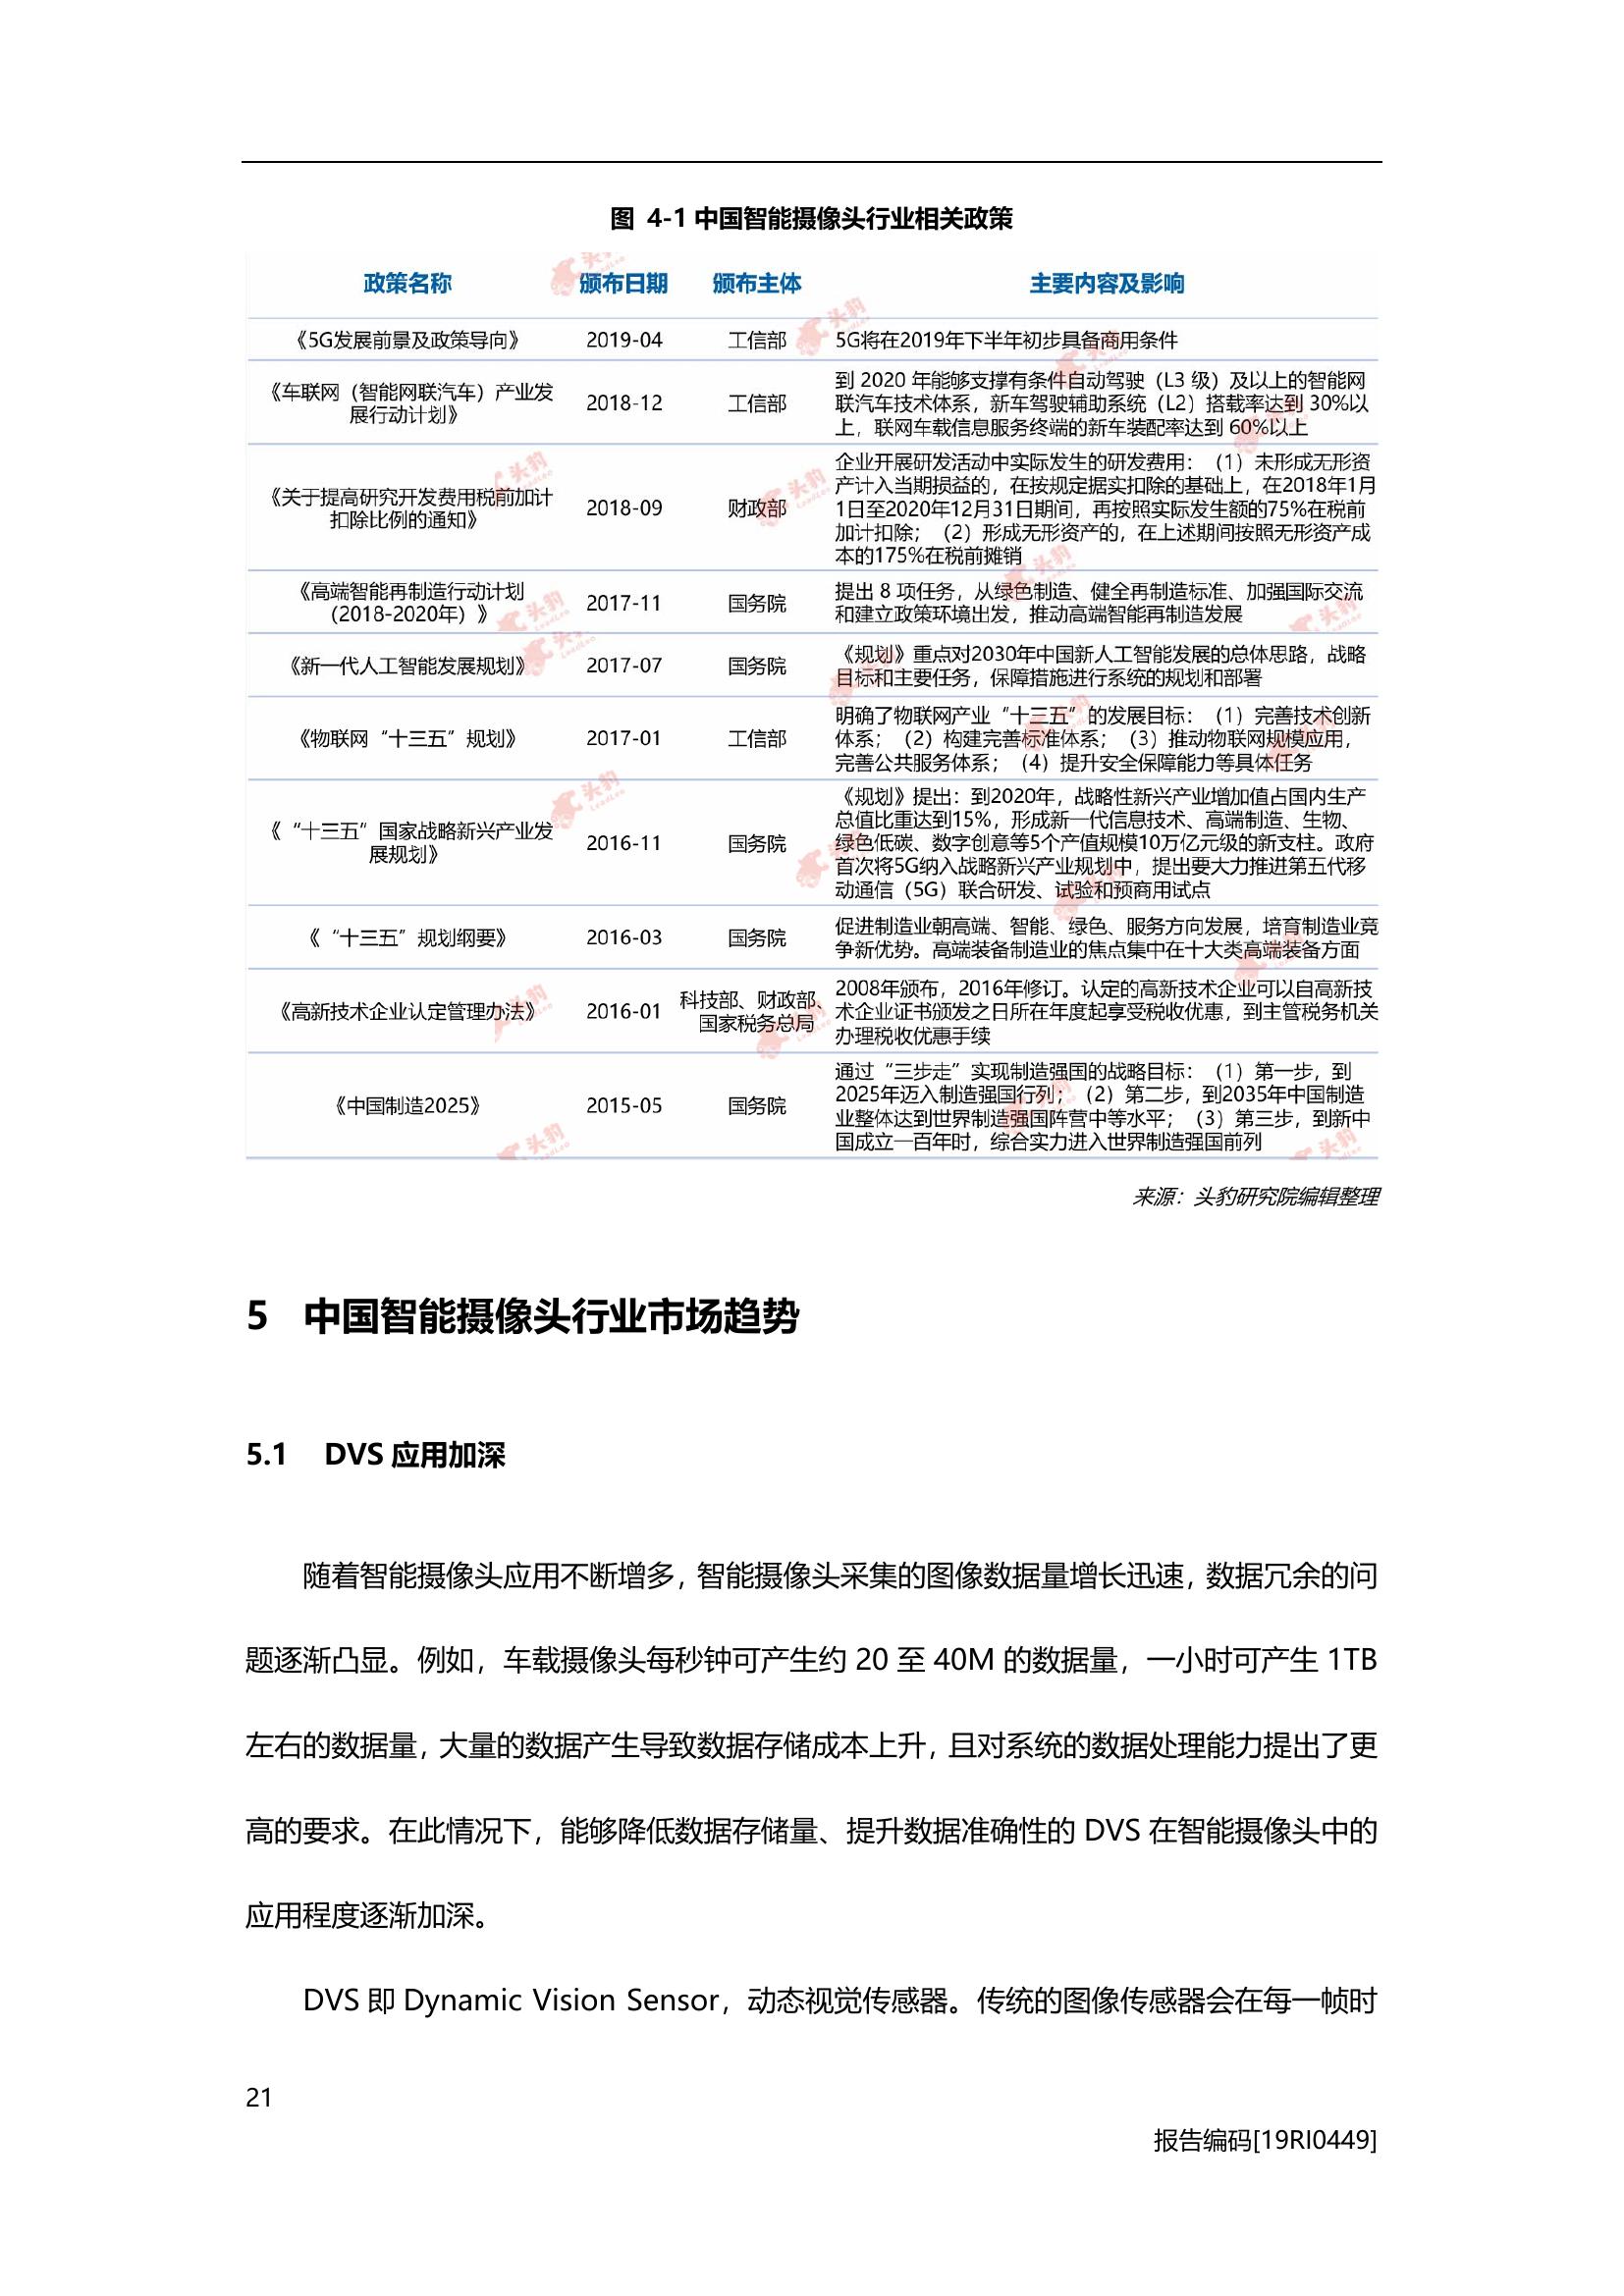 图 4-1 中国智能摄像头行业相关政策
政策名称 颁布日期 颁布主体 主要内容及影响
《5G发展前景及政策导向》 2019-04 工信部 5G将在2019年下半年初步具备商用条件
《车联网（智能网联汽车）产业发
展行动计划》 2018-12 工信部
到 2020 年能够支撑有条件自动驾驶（L3 级）及以上的智能网
联汽车技术体系，新车驾驶辅助系统（L2）搭载率达到 30%以
上，联网车载信息服务终端的新车装配率达到 60%以上
《关于提高研究开发费用税前加计
扣除比例的通知》 2018-09 财政部
企业开展研发活动中实际发生的研发费用：（1）未形成无形资
产计入当期损益的，在按规定据实扣除的基础上，在2018年1月
1日至2020年12月31日期间，再按照实际发生额的75%在税前
加计扣除；（2）形成无形资产的，在上述期间按照无形资产成
本的175%在税前摊销
《高端智能再制造行动计划
（2018-2020年）》 2017-11 国务院
提出 8 项任务，从绿色制造、健全再制造标准、加强国际交流
和建立政策环境出发，推动高端智能再制造发展
《新一代人工智能发展规划》 2017-07 国务院
《规划》重点对2030年中国新人工智能发展的总体思路，战略
目标和主要任务，保障措施进行系统的规划和部署
《物联网“十三五”规划》 2017-01 工信部
明确了物联网产业“十三五”的发展目标：（1）完善技术创新
体系；（2）构建完善标准体系；（3）推动物联网规模应用，
完善公共服务体系；（4）提升安全保障能力等具体任务
《“十三五”国家战略新兴产业发
展规划》 2016-11 国务院
《规划》提出：到2020年，战略性新兴产业增加值占国内生产
总值比重达到15%，形成新一代信息技术、高端制造、生物、
绿色低碳、数字创意等5个产值规模10万亿元级的新支柱。政府
首次将5G纳入战略新兴产业规划中，提出要大力推进第五代移
动通信（5G）联合研发、试验和预商用试点
《“十三五”规划纲要》 2016-03 国务院
促进制造业朝高端、智能、绿色、服务方向发展，培育制造业竞
争新优势。高端装备制造业的焦点集中在十大类高端装备方面
《高新技术企业认定管理办法》 2016-01 科技部、财政部、
国家税务总局
2008年颁布，2016年修订。认定的高新技术企业可以自高新技
术企业证书颁发之日所在年度起享受税收优惠，到主管税务机关
办理税收优惠手续
《中国制造2025》 2015-05 国务院
通过“三步走”实现制造强国的战略目标：（1）第一步，到
2025年迈入制造强国行列；（2）第二步，到2035年中国制造
业整体达到世界制造强国阵营中等水平；（3）第三步，到新中
国成立一百年时，综合实力进入世界制造强国前列
来源：头豹研究院编辑整理
5 中国智能摄像头行业市场趋势
5.1 DVS 应用加深
随着智能摄像头应用不断增多，智能摄像头采集的图像数据量增长迅速，数据冗余的问
题逐渐凸显。例如，车载摄像头每秒钟可产生约 20 至 40M 的数据量，一小时可产生 1TB
左右的数据量，大量的数据产生导致数据存储成本上升，且对系统的数据处理能力提出了更
高的要求。在此情况下，能够降低数据存储量、提升数据准确性的 DVS 在智能摄像头中的
应用程度逐渐加深。
DVS 即 Dynamic Vision Sensor，动态视觉传感器。传统的图像传感器会在每一帧时
21
报告编码[19RI0449]